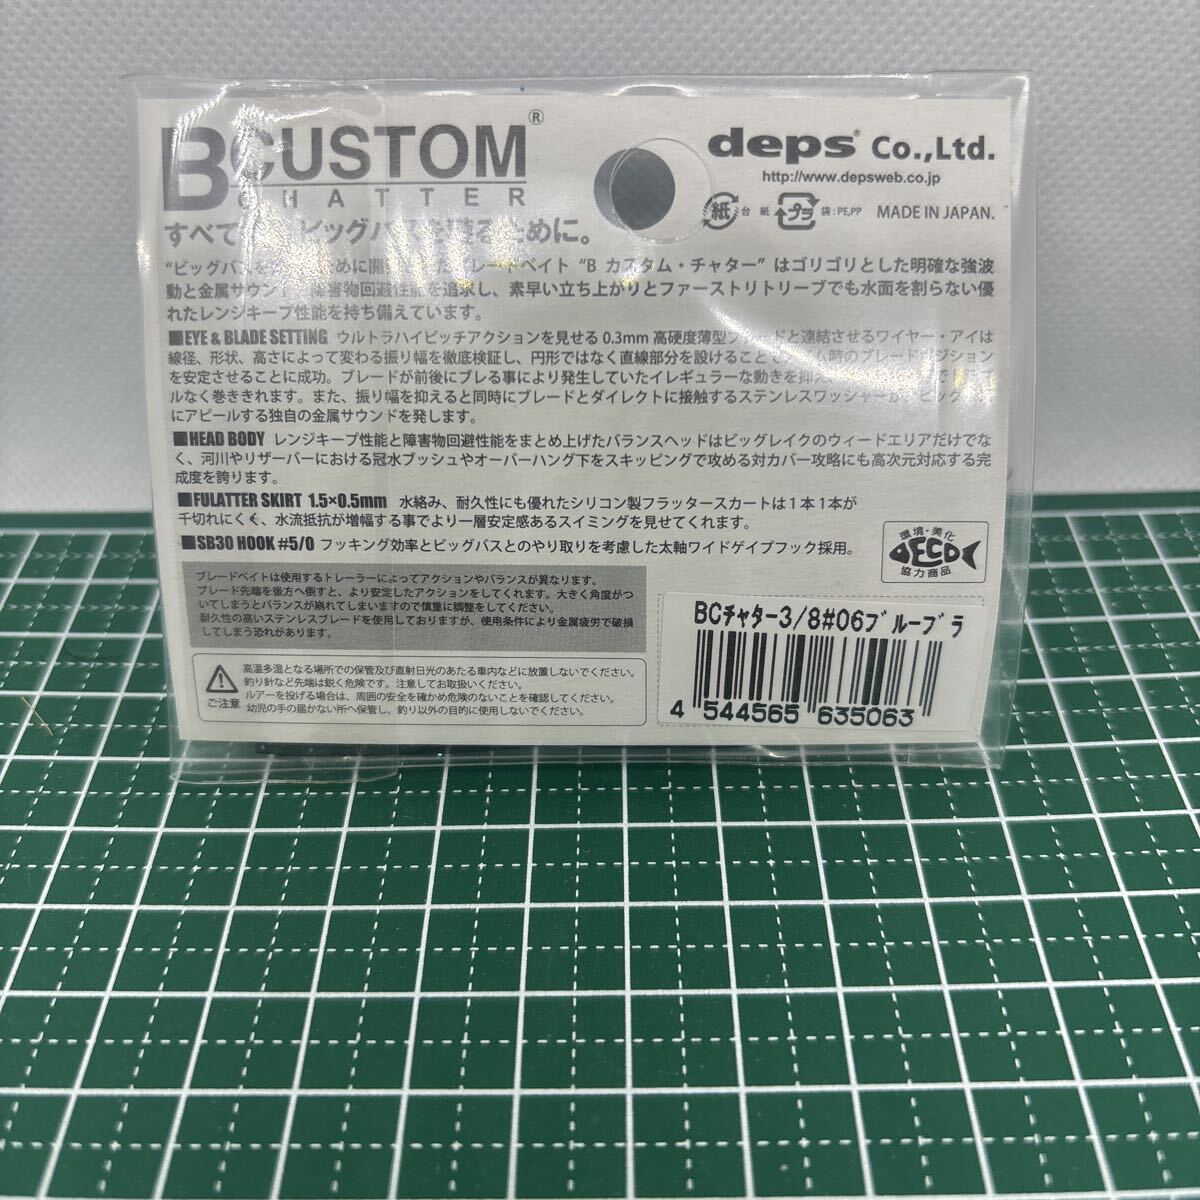 B CUSTOM®
CHATTER
deps® Co.,Ltd.
http://www.depsweb.co.jp
紙 台紙 プラ 袋:PE,PP MADE IN JAPAN.
すべて ビッグバ ために。
"ビッグバスを ために開 レードベイト "B カスタム・チャター" はゴリゴリとした明確な強波
動と金属サウンド 障害物回避性能を追求し、素早い立ち上がりとファーストリトリーブでも水面を割らない優
れたレンジキープ性能を持ち備えています。
■EYE & BLADE SETTING ウルトラハイピッチアクションを見せる 0.3mm 高硬度薄型ブレードと連結させるワイヤー・アイは
線径、形状、高さによって変わる振り幅を徹底検証し、円形ではなく直線部分を設けることで 時のブレードポジション
を安定させることに成功。ブレードが前後にブレる事により発生していたイレギュラーな動きを抑え
ルなく巻ききれます。また、振り幅を抑えると同時にブレードとダイレクトに接触するステンレスワッシャーが
にアピールする独自の金属サウンドを発します。
■HEAD BODY レンジキープ性能と障害物回避性能をまとめ上げたバランスヘッドはビッグレイクのウィードエリアだけでな
く、河川やリザーバーにおける冠水ブッシュやオーバーハング下をスキッピングで攻める対カバー攻略にも高次元対応する完
成度を誇ります。
■FULATTER SKIRT 1.5×0.5mm 水絡み、耐久性にも優れたシリコン製フラッタースカートは1本1本が
千切れにくく、水流抵抗が増幅する事でより一層安定感あるスイミングを見せてくれます。
■SB30 HOOK #5/0 フッキング効率とビッグバスとのやり取りを考慮した太軸ワイドゲイプフック採用。
環境・美化
ECO
協力商品
ブレードベイトは使用するトレーラーによってアクションやバランスが異なります。
ブレード先端を後方へ倒すと、より安定したアクションをしてくれます。大きく角度がつ
いてしまうとバランスが崩れてしまいますので慎重に調整をしてください。
耐久性の高いステンレスブレードを使用しておりますが、使用条件により金属疲労で破損
してしまう恐れがあります。
ご注意
高温多湿となる場所での保管及び直射日光のあたる車内などに放置しないでください。
釣り針など先端は鋭く危険です。注意してお取扱いください。
ルアーを投げる場合は、周囲の安全を確かめ危険のないことを確認してください。
幼児の手の届かない所へ保管し、釣り以外の目的に使用しないでください。
BCチャター3/8#06ブルーブラ
4 544565 635063